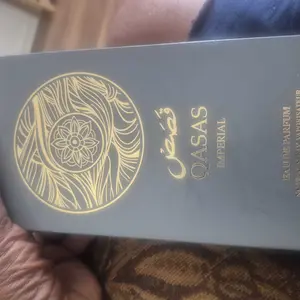 قصص
QASAS
IMPERIAL
EAU DE PARFUM